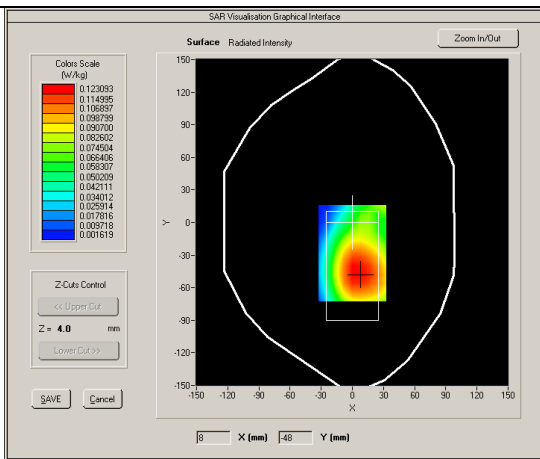 SAR Visualisation Graphical Interface
Surface Radiated Intensity
Zoom In/Out
Colors Scale
(W/kg)
0.123093
0.114995
0.106897
0.098799
0.090700
0.082602
0.074504
0.066406
0.058307
0.050209
0.042111
0.034012
0.025914
0.017816
0.009718
0.001619
Z-Cuts Control
<< Upper Cut
Z = 4.0 mm
Lower Cut >>
SAVE
Cancel
150
120
90
60
30
0
-30
-60
-90
-120
-150
Y
-150 -120 -90 -60 -30 0 30 60 90 120 150
X
8 X (mm) -48 Y (mm)